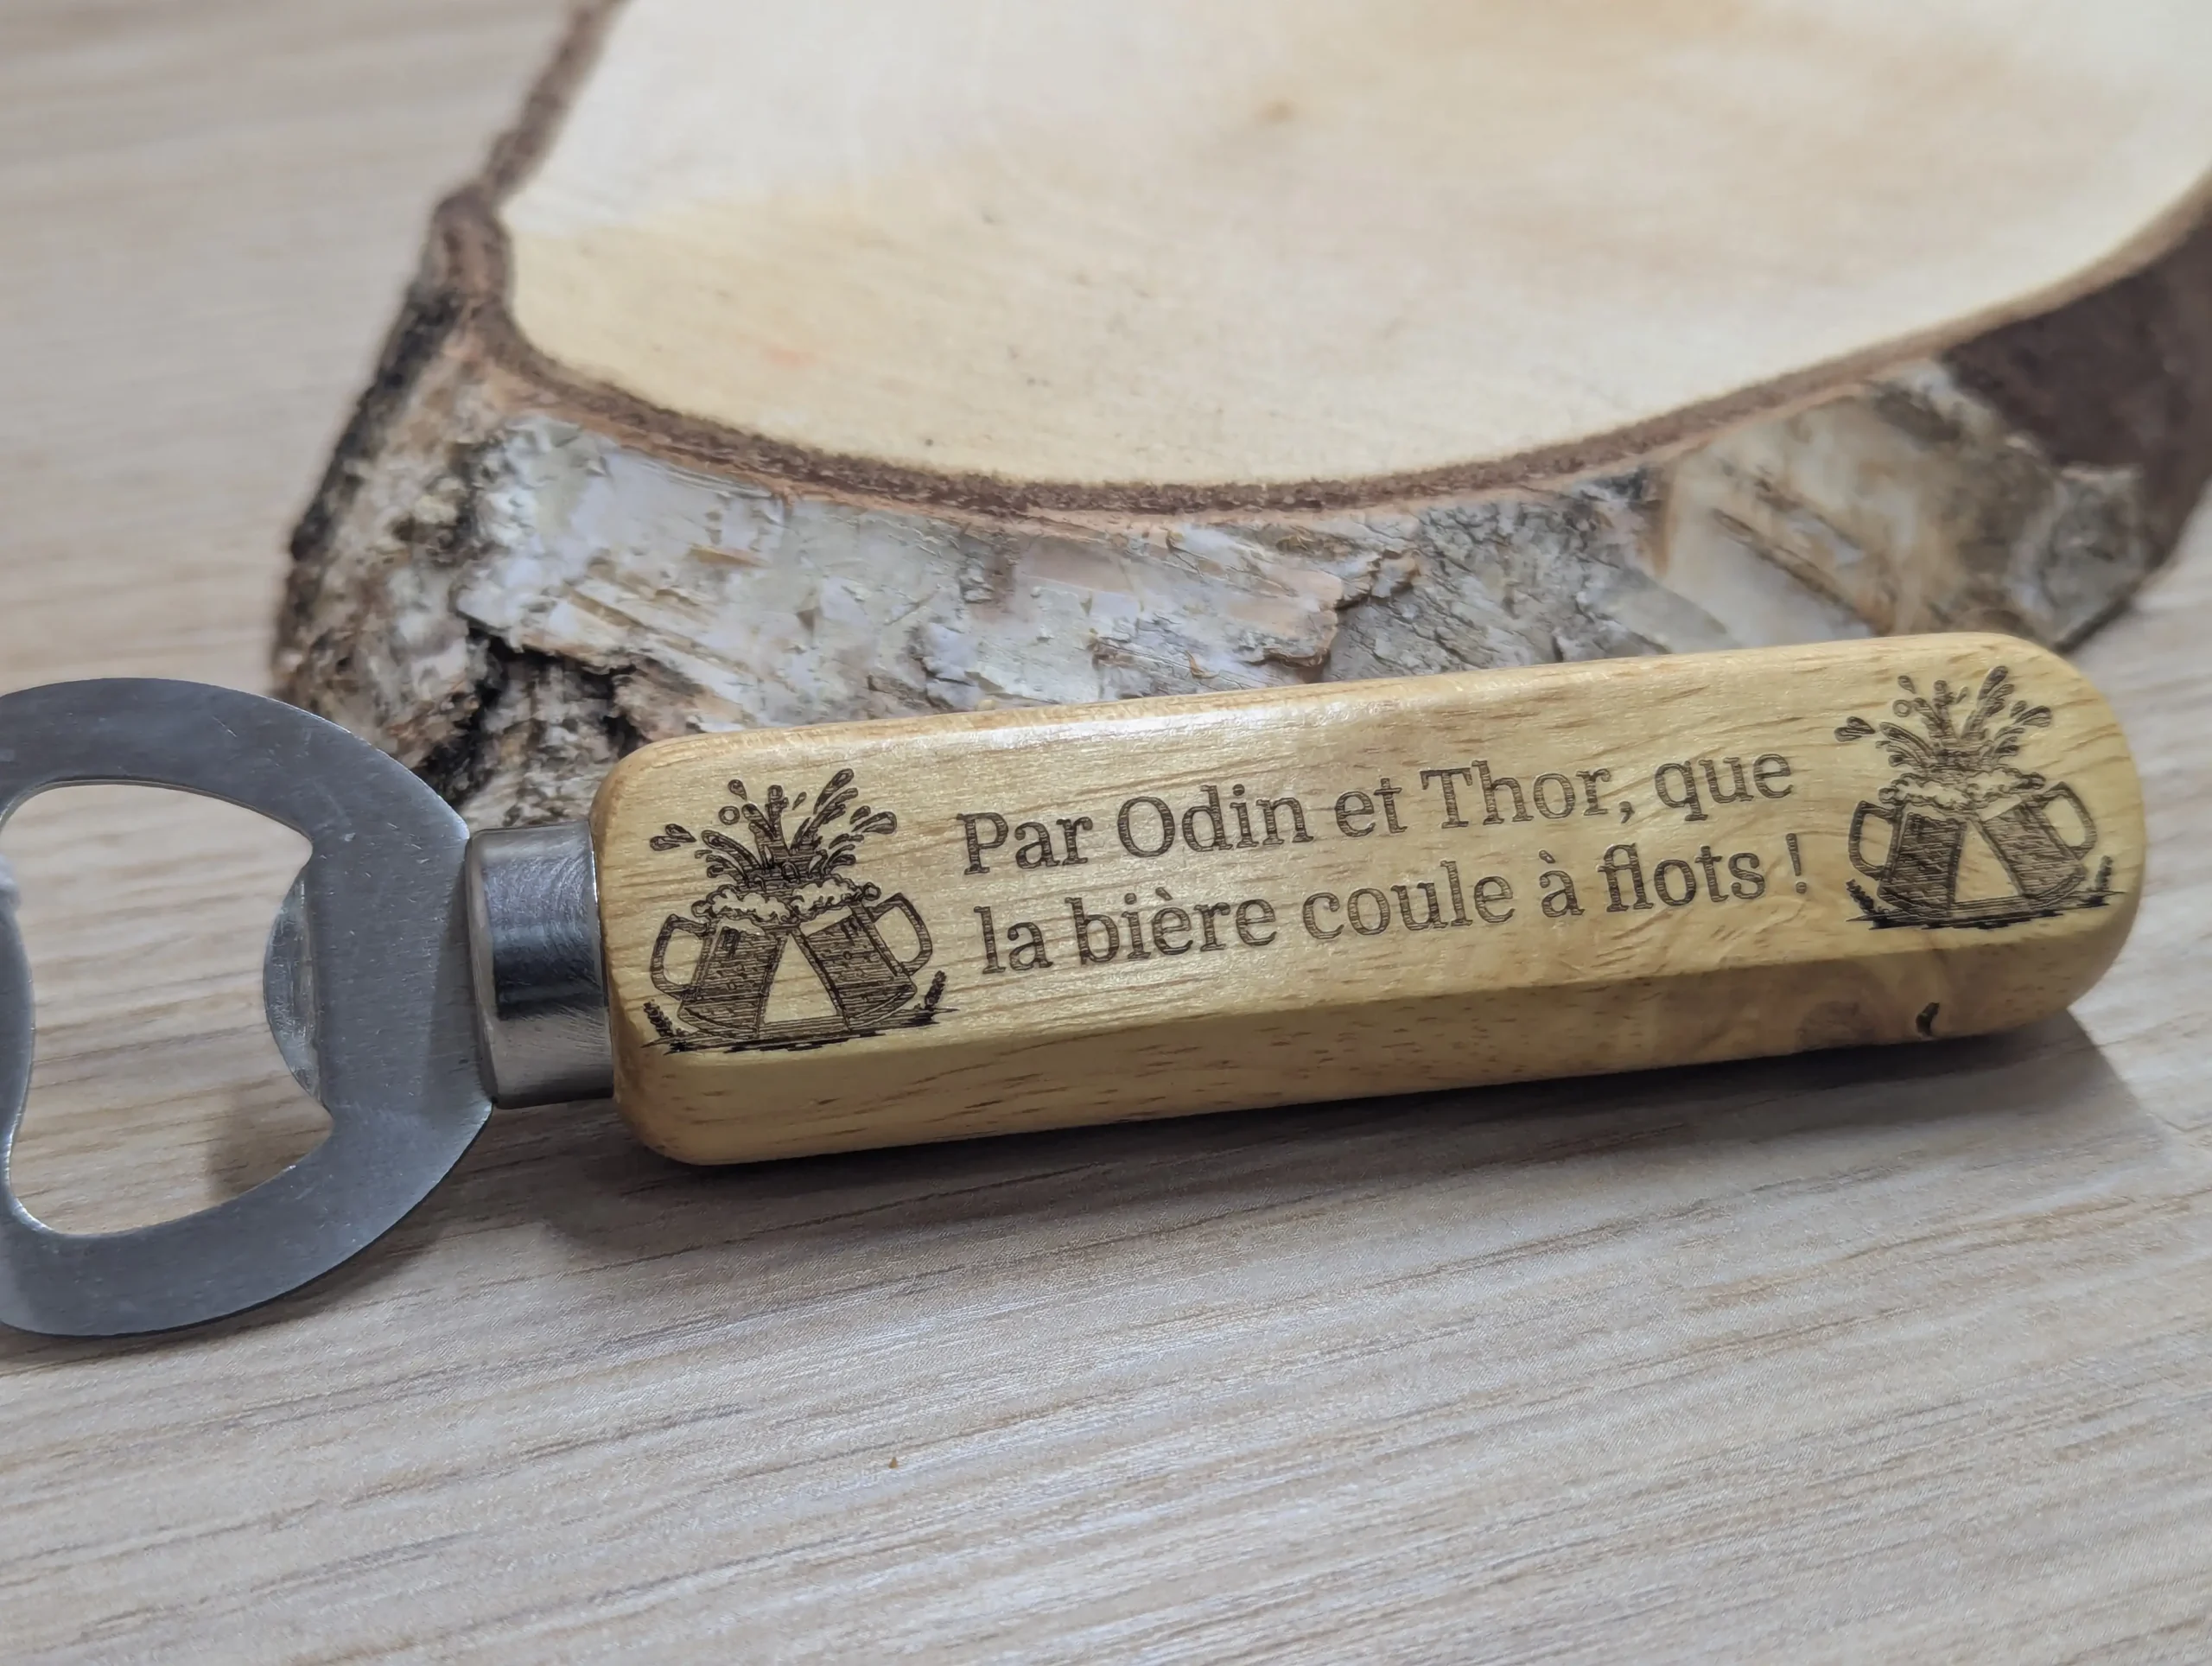 Par Odin et Thor, que
la bière coule à flots !